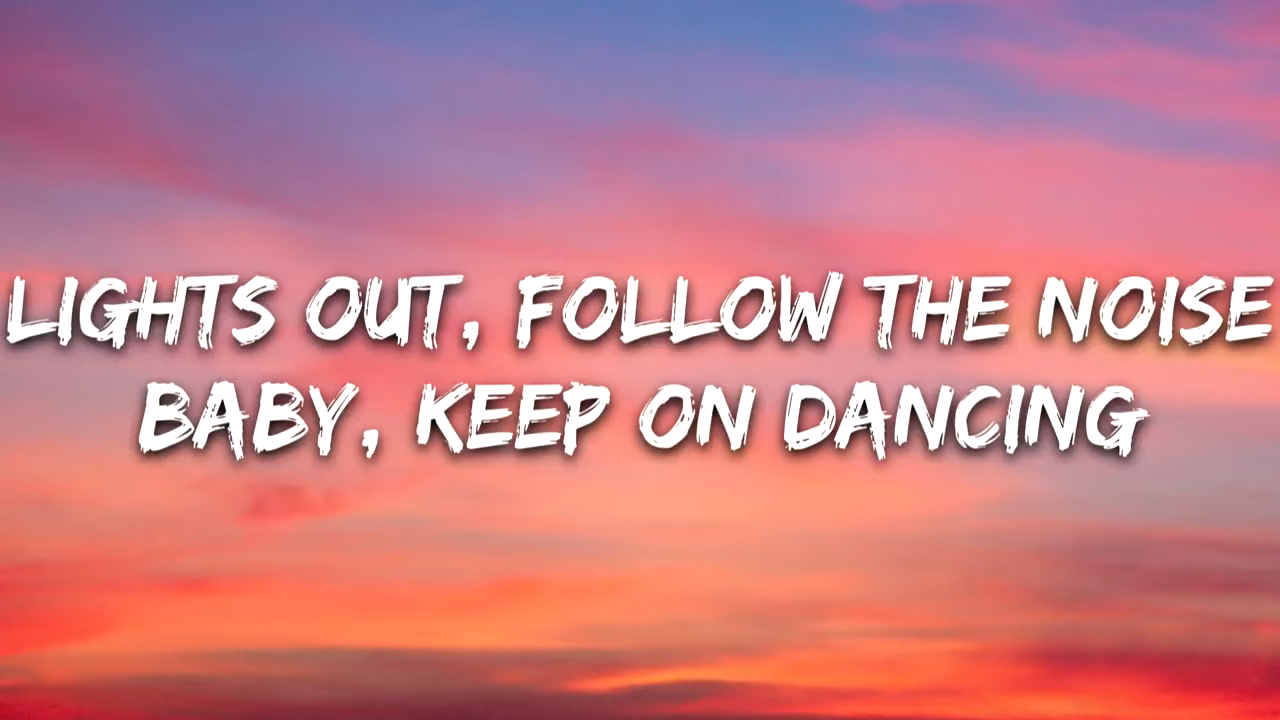 LIGHTS OUT, FOLLOW THE NOISE
BABY, KEEP ON DANCING